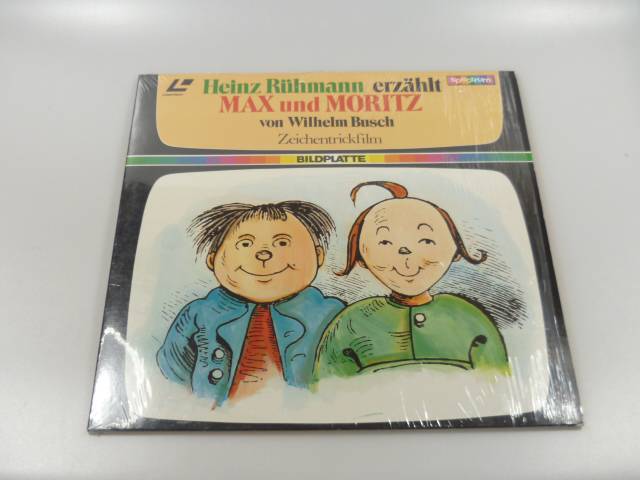 Heinz Rühmann erzählt
MAX und MORITZ
von Wilhelm Busch
Zeichentrickfilm
BILDPLATTE